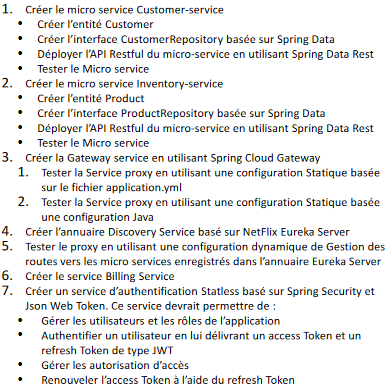 1. Créer le micro service Customer-service
• Créer l'entité Customer
• Créer l'interface CustomerRepository basée sur Spring Data
• Déployer l'API Restful du micro-service en utilisant Spring Data Rest
• Tester le Micro service
2. Créer le micro service Inventory-service
• Créer l'entité Product
• Créer l'interface ProductRepository basée sur Spring Data
• Déployer l'API Restful du micro-service en utilisant Spring Data Rest
• Tester le Micro service
3. Créer la Gateway service en utilisant Spring Cloud Gateway
1. Tester la Service proxy en utilisant une configuration Statique basée
sur le fichier application.yml
2. Tester la Service proxy en utilisant une configuration Statique basée
une configuration Java
4. Créer l'annuaire Discovery Service basé sur NetFlix Eureka Server
5. Tester le proxy en utilisant une configuration dynamique de Gestion des
routes vers les micro services enregistrés dans l'annuaire Eureka Server
6. Créer le service Billing Service
7. Créer un service d'authentification Statless basé sur Spring Security et
Json Web Token. Ce service devrait permettre de :
• Gérer les utilisateurs et les rôles de l'application
• Authentifier un utilisateur en lui délivrant un access Token et un
refresh Token de type JWT
• Gérer les autorisation d'accès
• Renouveler l'access Token à l'aide du refresh Token